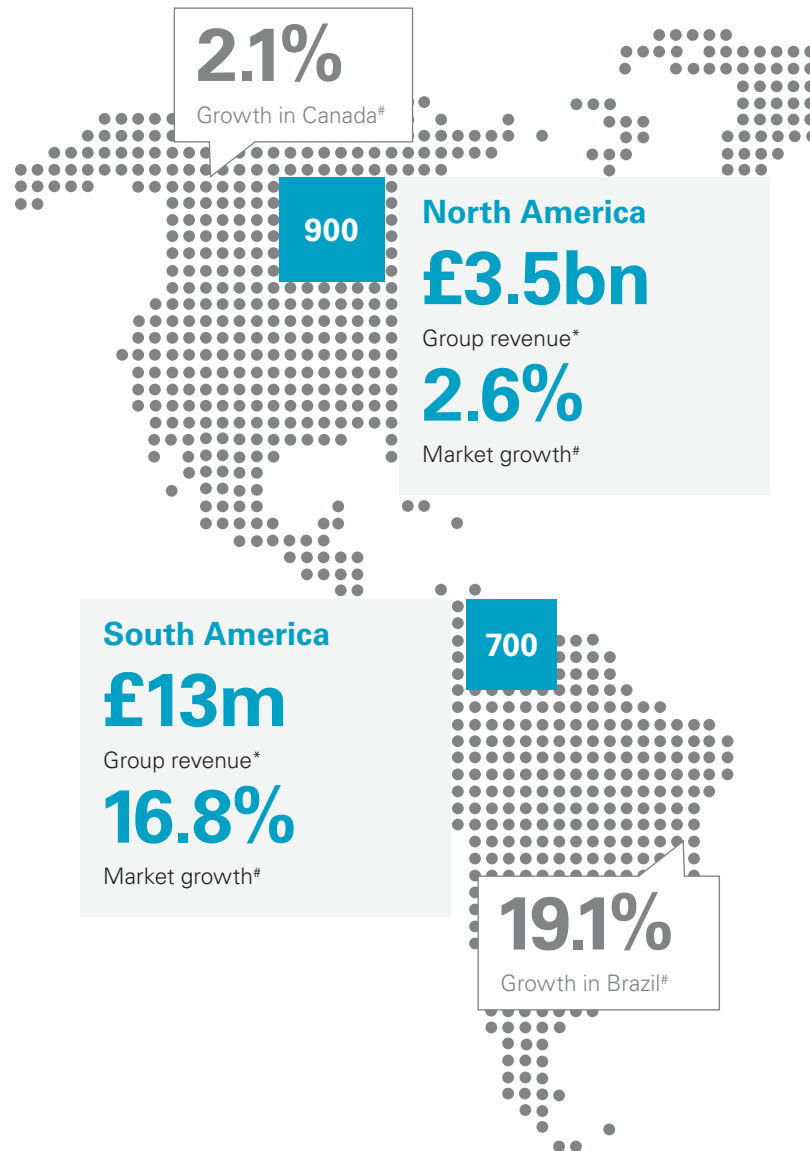 2.1%
Growth in Canada#
900
North America
£3.5bn
Group revenue*
2.6%
Market growth#
South America
£13m
Group revenue*
16.8%
Market growth#
700
19.1%
Growth in Brazil#